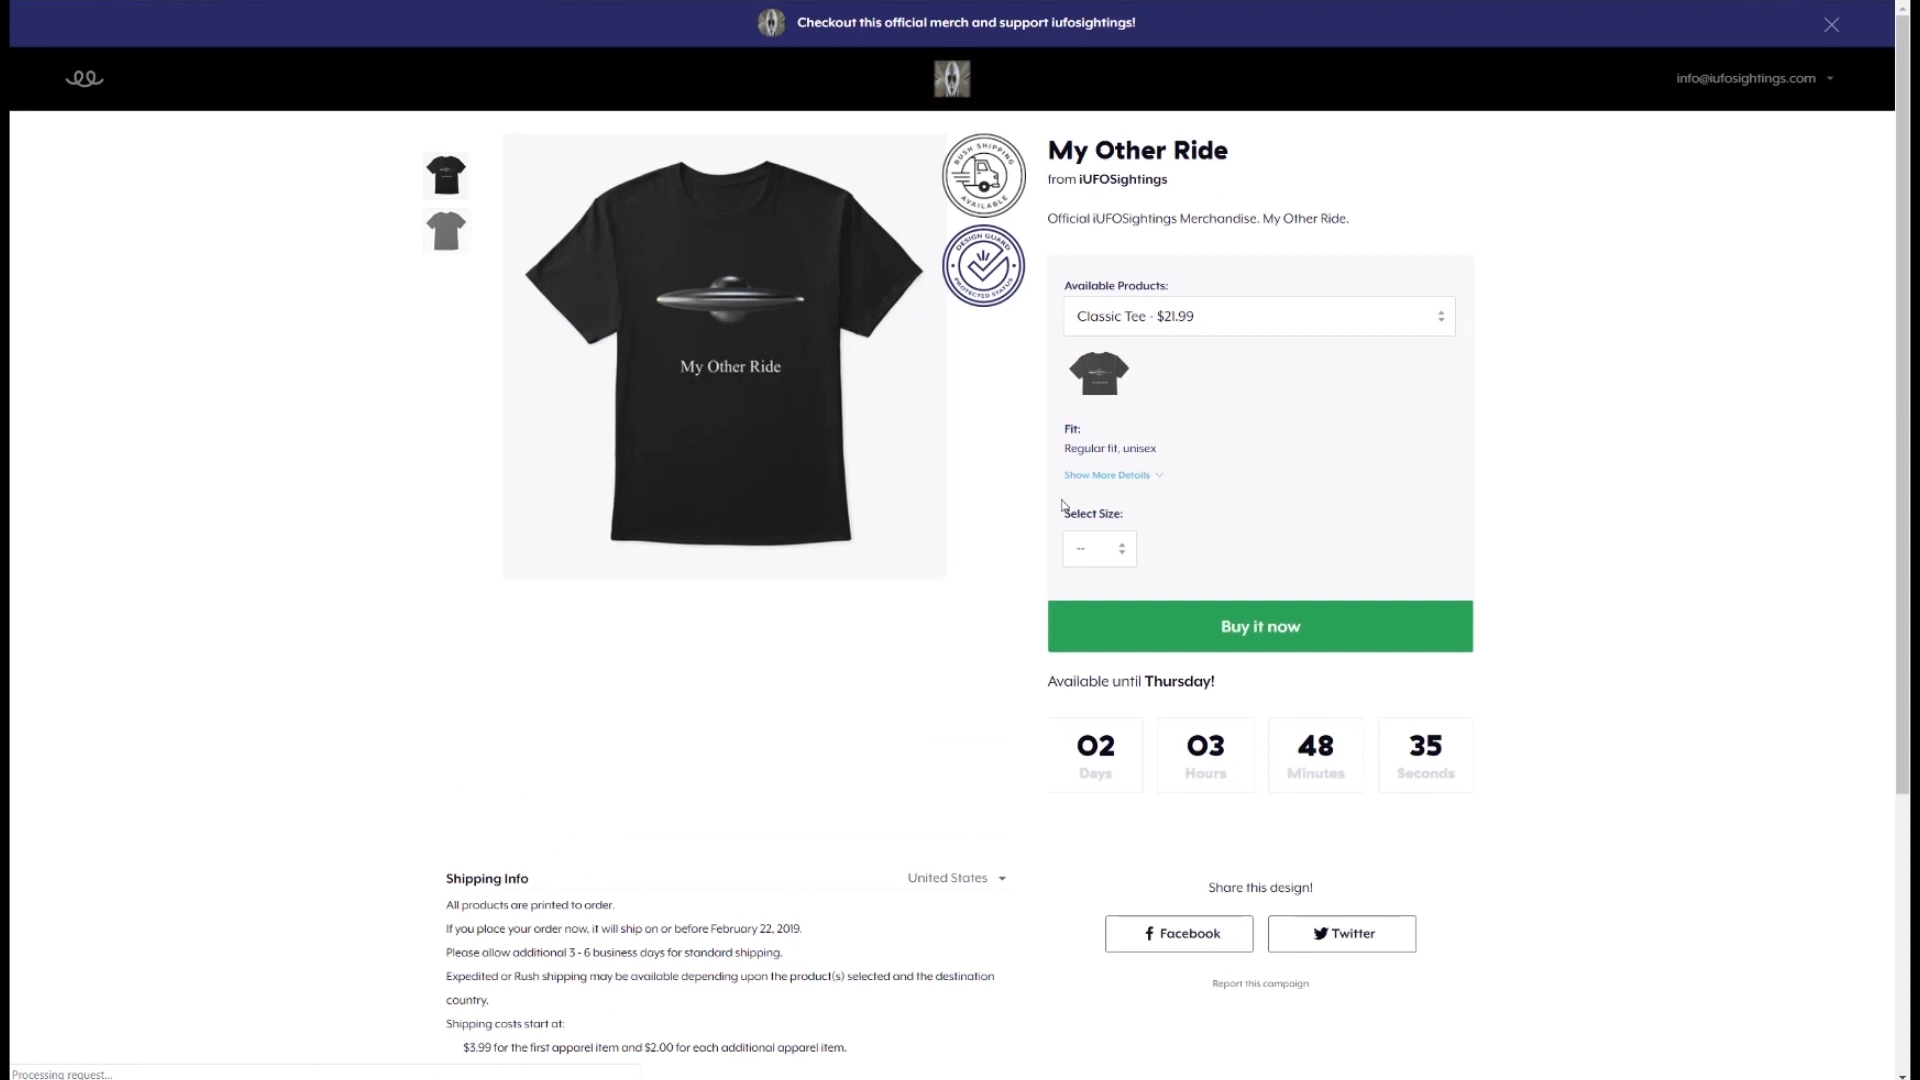 Checkout this official merch and support iufosightings!
info@iufosightings.com
RUSH SHIPPING
AVAILABLE
DESIGN GUARD
PROTECTED STATUS
My Other Ride
My Other Ride
from iUFOSightings
Official iUFOSightings Merchandise. My Other Ride.
Available Products:
Classic Tee - $21.99
Fit:
Regular fit, unisex
Show More Details
Select Size:
--
Buy it now
Available until Thursday!
02 03 48 35
Days Hours Minutes Seconds
Shipping Info
United States
All products are printed to order.
If you place your order now, it will ship on or before February 22, 2019.
Please allow additional 3 - 6 business days for standard shipping.
Expedited or Rush shipping may be available depending upon the product(s) selected and the destination
country.
Shipping costs start at:
$3.99 for the first apparel item and $2.00 for each additional apparel item.
Share this design!
Facebook
Twitter
Report this campaign
Processing request...